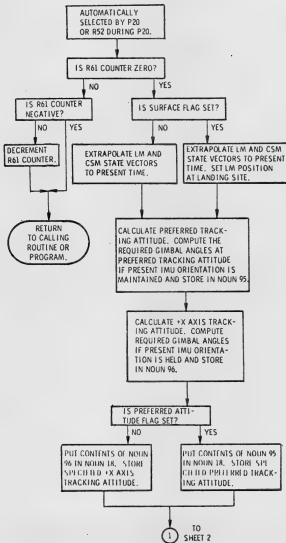 AUTOMATICALLY
SELECTED BY P20
OR R52 DURING P20.
IS R61 COUNTER ZERO?
NO
YES
IS R61 COUNTER
NEGATIVE?
IS SURFACE FLAG SET?
NO
YES
NO
YES
DECREMENT
R61 COUNTER.
EXTRAPOLATE LM AND
CSM STATE VECTORS
TO PRESENT TIME.
EXTRAPOLATE LM AND CSM
STATE VECTORS TO PRESENT
TIME. SET LM POSITION
AT LANDING SITE.
RETURN
TO CALLING
ROUTINE OR
PROGRAM.
CALCULATE PREFERRED TRACK-
ING ATTITUDE. COMPUTE THE
REQUIRED GIMBAL ANGLES AT
PREFERRED TRACKING ATTITUDE
IF PRESENT IMU ORIENTATION IS
MAINTAINED AND STORE IN NOUN 95.
CALCULATE +X AXIS TRACK-
ING ATTITUDE. COMPUTE
REQUIRED GIMBAL ANGLES
IF PRESENT IMU ORIENTA-
TION IS HELD AND STORE
IN NOUN 96.
IS PREFERRED ATTI-
TUDE FLAG SET?
NO
YES
PUT CONTENTS OF NOUN
96 IN NOUN 18. STORE
SPECIFIED +X AXIS
TRACKING ATTITUDE.
PUT CONTENTS OF NOUN 95
IN NOUN 18. STORE SPE
CIFIED PREFERRED TRACK-
ING ATTITUDE.
1
TO
SHEET 2